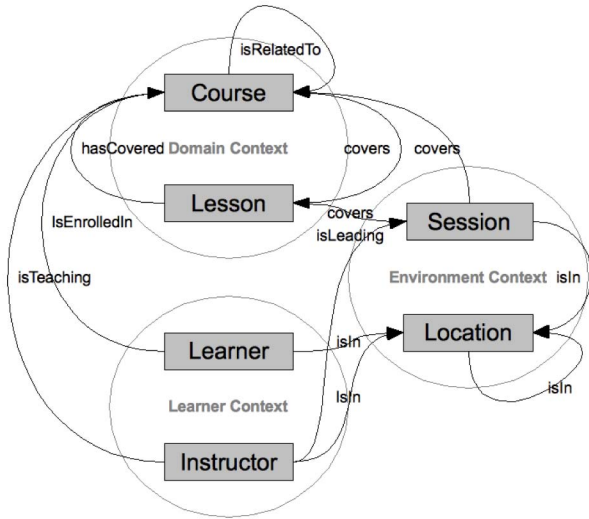 isRelatedTo
Course
hasCovered
Domain Context
covers
covers
Lesson
covers
Session
IsEnrolledIn
isLeading
isTeaching
Environment Context
isIn
Learner
isIn
Location
Learner Context
IsIn
isIn
Instructor